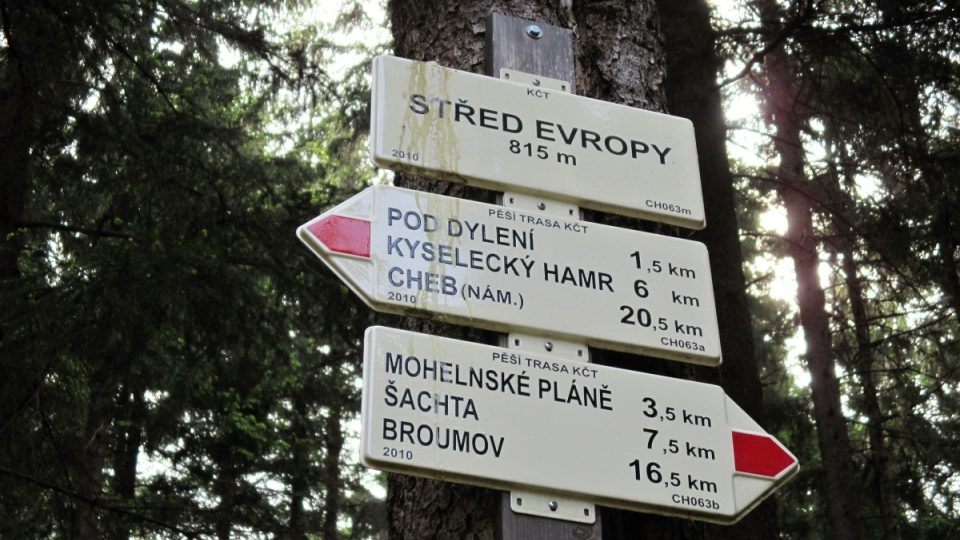 KČT
STŘED EVROPY
815 m
2010
CH063m
PĚŠÍ TRASA KČT
POD DYLENÍ 1,5 km
KYSELECKÝ HAMR 6 km
CHEB (NÁM.) 20,5 km
2010
CH063a
PĚŠÍ TRASA KČT
MOHELNSKÉ PLÁNĚ 3,5 km
ŠACHTA 7,5 km
BROUMOV 16,5 km
2010
CH063b